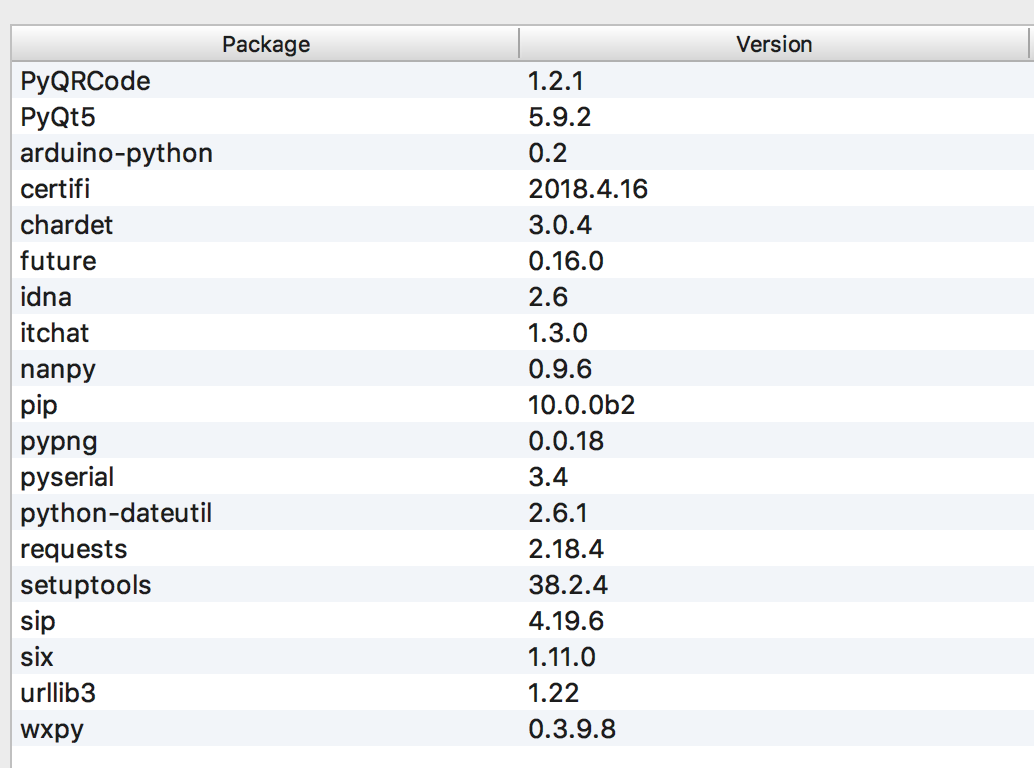 Package Version
PyQRCode 1.2.1
PyQt5 5.9.2
arduino-python 0.2
certifi 2018.4.16
chardet 3.0.4
future 0.16.0
idna 2.6
itchat 1.3.0
nanpy 0.9.6
pip 10.0.0b2
pypng 0.0.18
pyserial 3.4
python-dateutil 2.6.1
requests 2.18.4
setuptools 38.2.4
sip 4.19.6
six 1.11.0
urllib3 1.22
wxpy 0.3.9.8